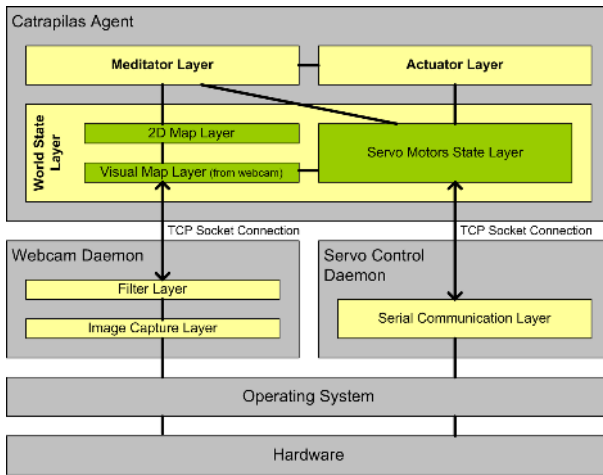 Catrapilas Agent
Meditator Layer
Actuator Layer
World State
Layer
2D Map Layer
Servo Motors State Layer
Visual Map Layer (from webcam)
TCP Socket Connection
TCP Socket Connection
Webcam Daemon
Servo Control
Daemon
Filter Layer
Serial Communication Layer
Image Capture Layer
Operating System
Hardware